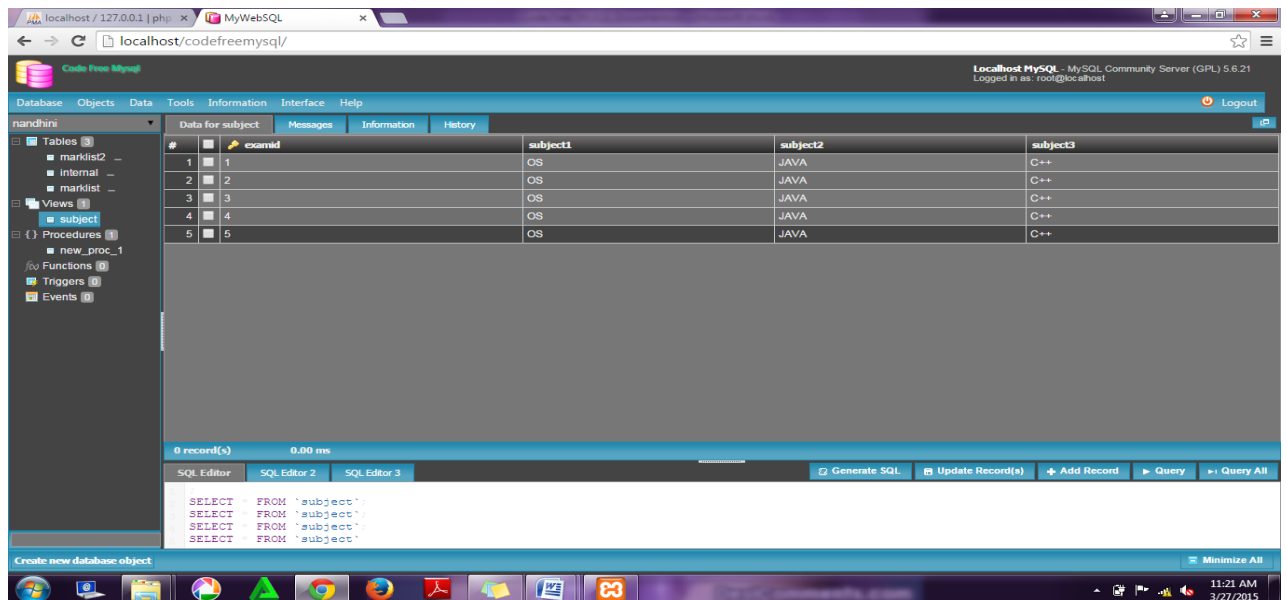 localhost / 127.0.0.1 | php
MyWebSQL
localhost/codefreemysql/
Code Free Mysql
Localhost MySQL - MySQL Community Server (GPL) 5.6.21
Logged in as: root@localhost
Database Objects Data Tools Information Interface Help
Logout
nandhini
Data for subject Messages Information History
Tables 3
marklist2
internal
marklist
Views 1
subject
{} Procedures 1
new_proc_1
Functions 0
Triggers 0
Events 0
# examid subject1 subject2 subject3
1 1 OS JAVA C++
2 2 OS JAVA C++
3 3 OS JAVA C++
4 4 OS JAVA C++
5 5 OS JAVA C++
0 record(s) 0.00 ms
SQL Editor SQL Editor 2 SQL Editor 3
Generate SQL Update Record(s) Add Record Query Query All
SELECT * FROM `subject`;
SELECT * FROM `subject`;
SELECT * FROM `subject`;
SELECT * FROM `subject`
Create new database object
Minimize All
11:21 AM
3/27/2015